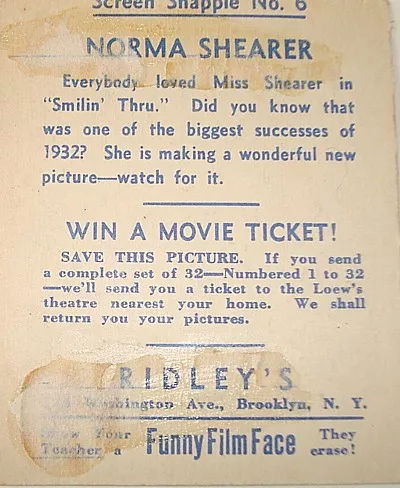 Screen Snapple No. 6
NORMA SHEARER
Everybody loved Miss Shearer in
"Smilin' Thru." Did you know that
was one of the biggest successes of
1932? She is making a wonderful new
picture—watch for it.
WIN A MOVIE TICKET!
SAVE THIS PICTURE. If you send
a complete set of 32—Numbered 1 to 32
—we'll send you a ticket to the Loew's
theatre nearest your home. We shall
return you your pictures.
RIDLEY'S
Washington Ave., Brooklyn, N. Y.
Your They
Teacher a FunnyFilmFace erase!